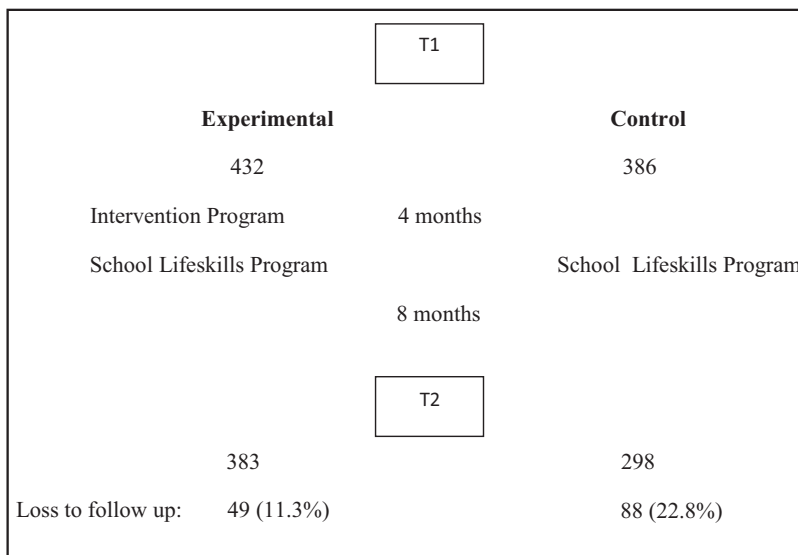 T1
Experimental Control
432 386
Intervention Program 4 months
School Lifeskills Program School Lifeskills Program
8 months
T2
383 298
Loss to follow up: 49 (11.3%) 88 (22.8%)